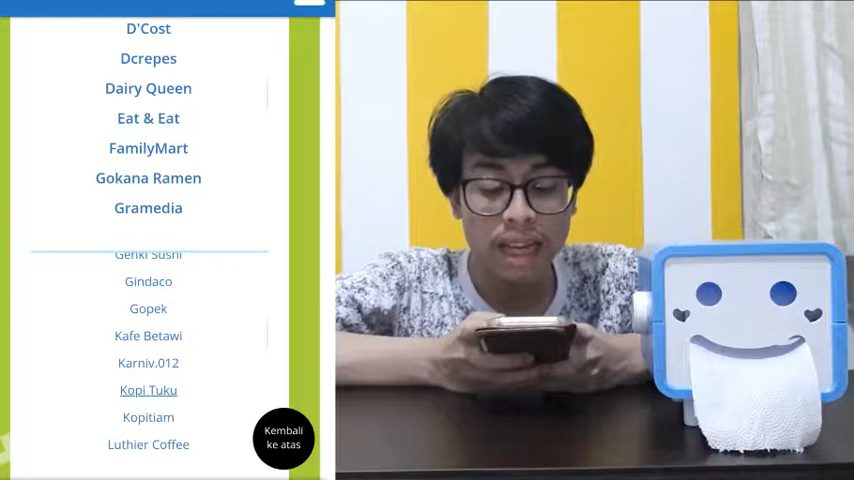 D'Cost
Dcrepes
Dairy Queen
Eat & Eat
FamilyMart
Gokana Ramen
Gramedia
Genki Sushi
Gindaco
Gopek
Kafe Betawi
Karniv.012
Kopi Tuku
Kopitiam
Luthier Coffee
Kembali
ke atas